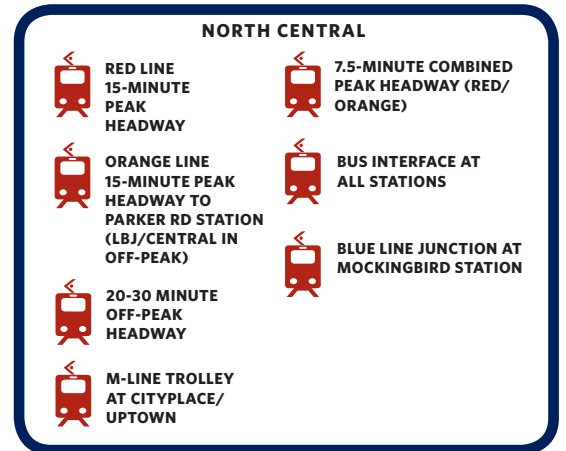 NORTH CENTRAL
RED LINE
15-MINUTE
PEAK
HEADWAY
ORANGE LINE
15-MINUTE PEAK
HEADWAY TO
PARKER RD STATION
(LBJ/CENTRAL IN
OFF-PEAK)
20-30 MINUTE
OFF-PEAK
HEADWAY
M-LINE TROLLEY
AT CITYPLACE/
UPTOWN
7.5-MINUTE COMBINED
PEAK HEADWAY (RED/
ORANGE)
BUS INTERFACE AT
ALL STATIONS
BLUE LINE JUNCTION AT
MOCKINGBIRD STATION